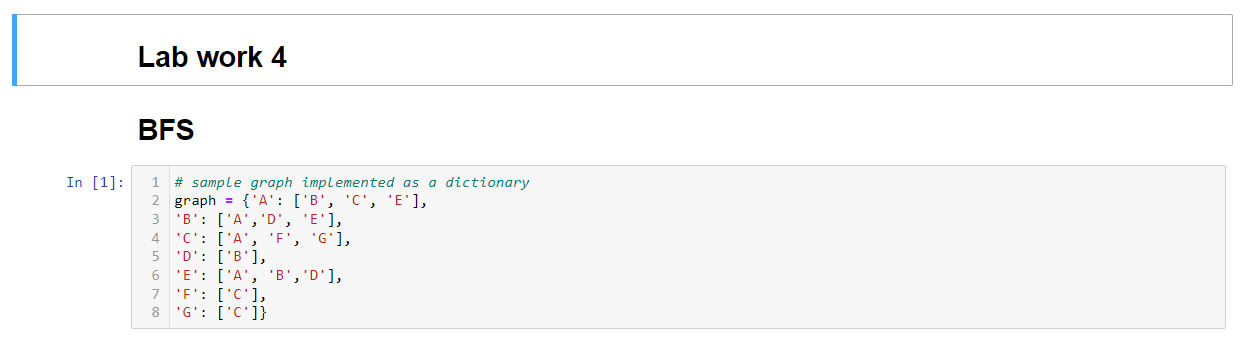 Lab work 4
BFS
In [1]:
1 # sample graph implemented as a dictionary
2 graph = {'A': ['B', 'C', 'E'],
3 'B': ['A','D', 'E'],
4 'C': ['A', 'F', 'G'],
5 'D': ['B'],
6 'E': ['A', 'B','D'],
7 'F': ['C'],
8 'G': ['C']}